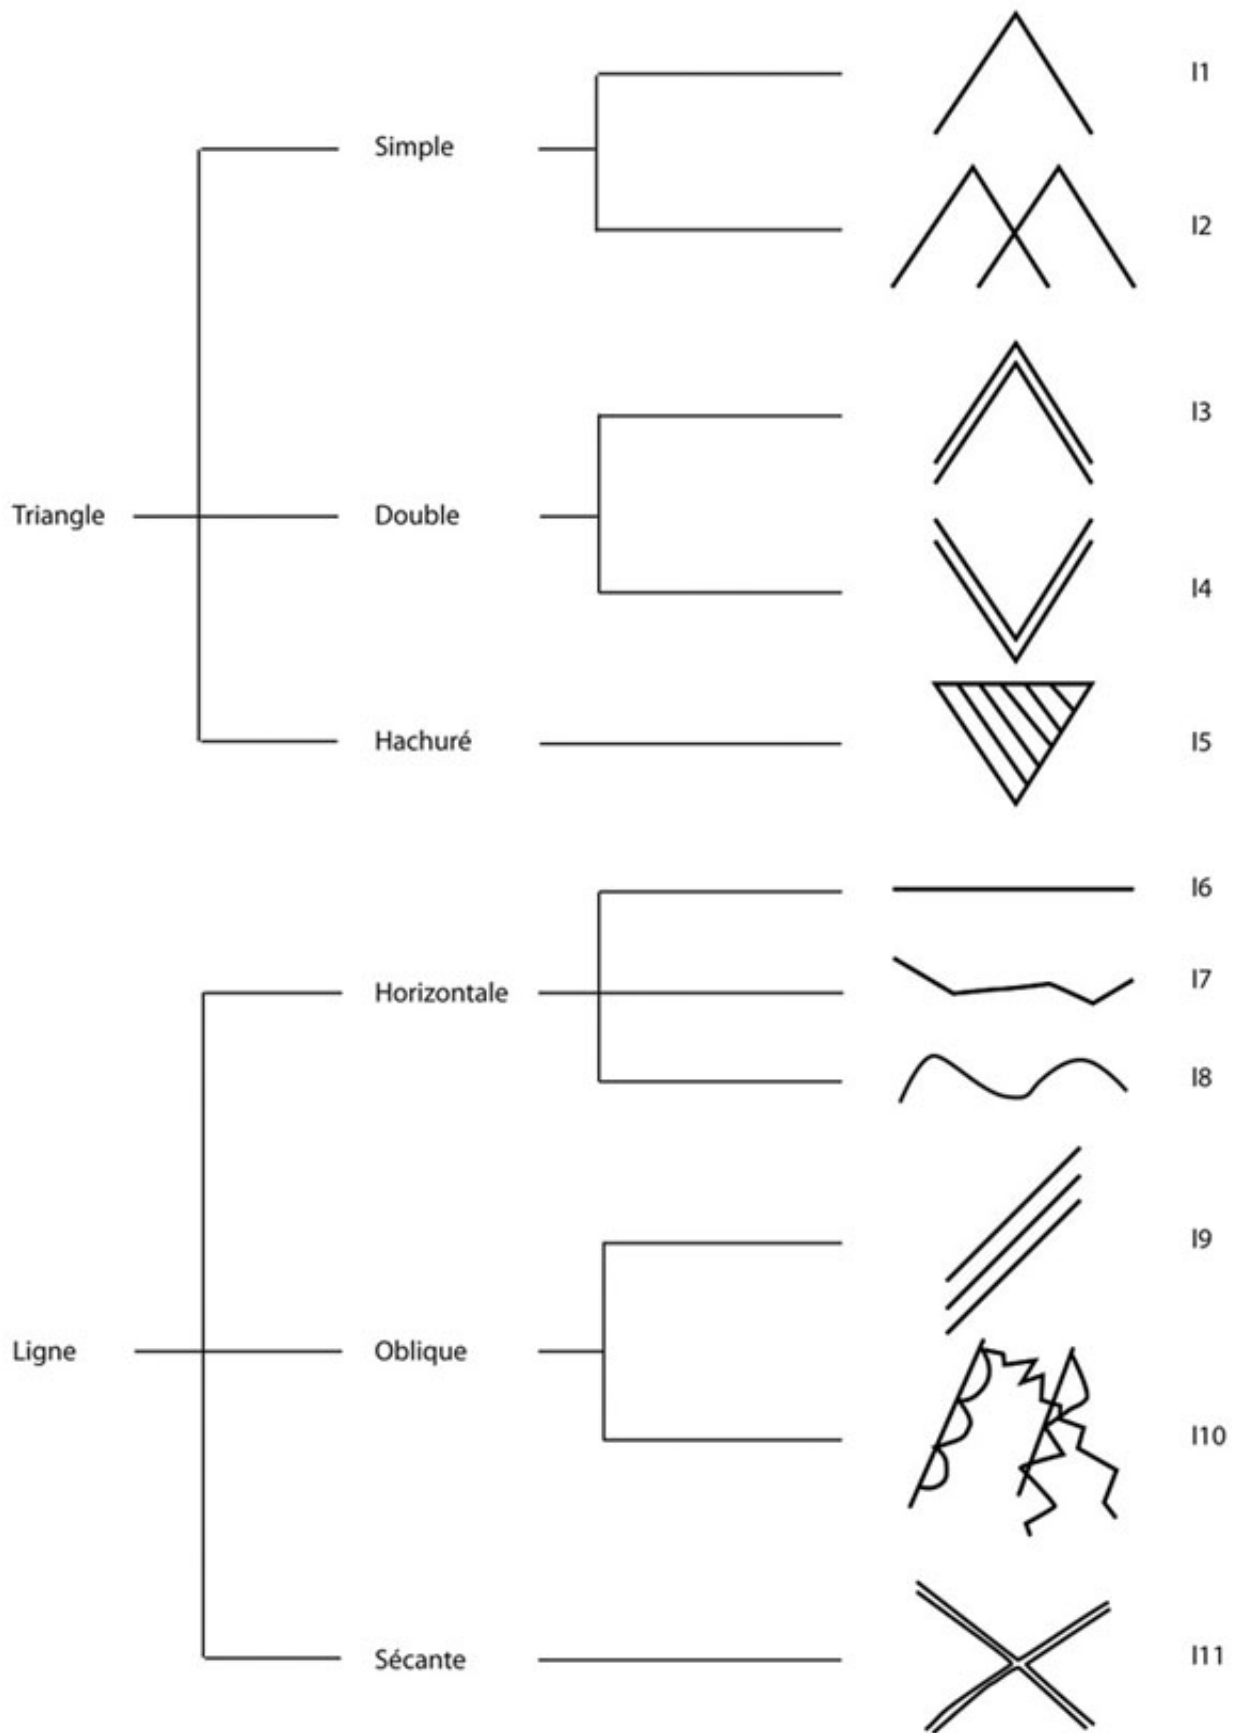 I1
Simple
I2
I3
Triangle
Double
I4
Hachuré
I5
I6
Horizontale
I7
I8
I9
Ligne
Oblique
I10
Sécante
I11